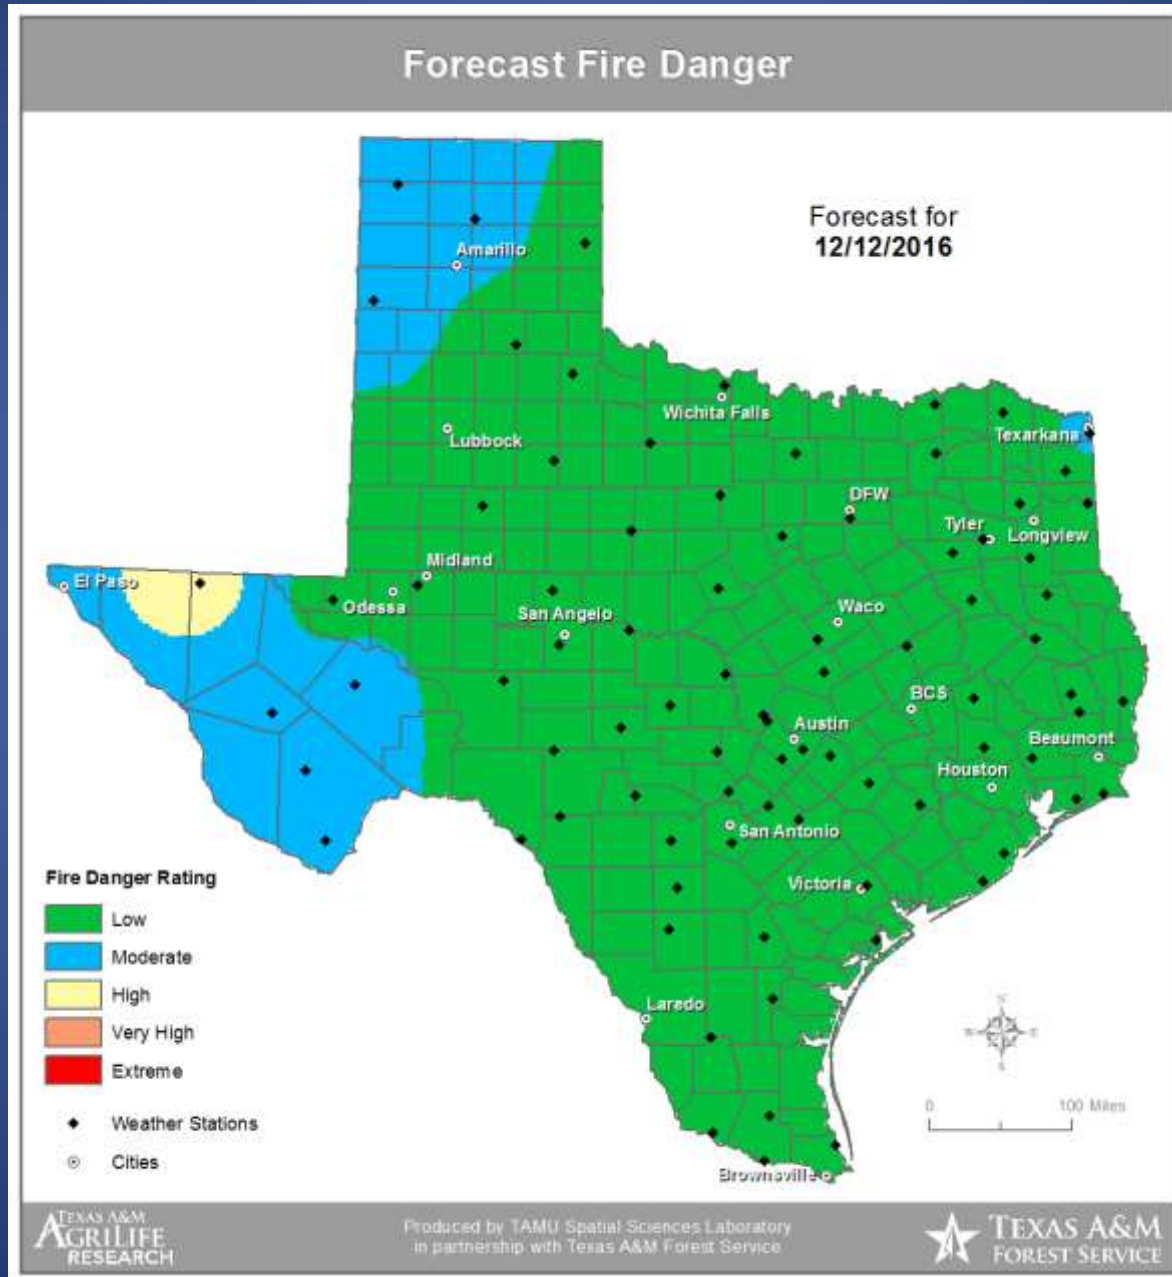 Forecast Fire Danger
Forecast for
12/12/2016
Amarillo
Wichita Falls
Lubbock
Texarkana
DFW
Tyler
Longview
El Paso
Midland
Odessa
San Angelo
Waco
BCS
Austin
Beaumont
Houston
San Antonio
Victoria
Laredo
Brownsville
Fire Danger Rating
Low
Moderate
High
Very High
Extreme
Weather Stations
Cities
N
W E
S
0 100 Miles
TEXAS A&M
AGRILIFE
RESEARCH
Produced by TAMU Spatial Sciences Laboratory
in partnership with Texas A&M Forest Service
TEXAS A&M
FOREST SERVICE